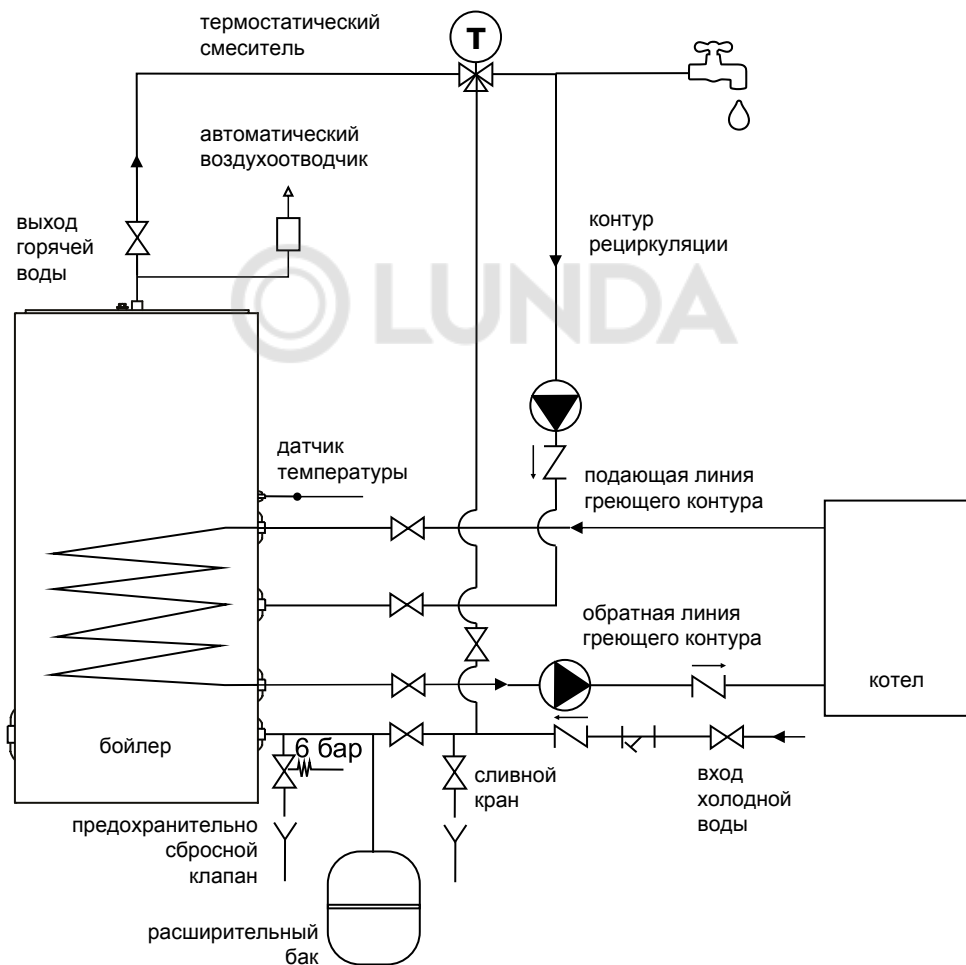 термостатический
смеситель
T
автоматический
воздухоотводчик
выход
горячей
воды
контур
рециркуляции
LUNDA
датчик
температуры
подающая линия
греющего контура
обратная линия
греющего контура
котел
бойлер
6 бар
сливной
кран
вход
холодной
воды
предохранительно
сбросной
клапан
расширительный
бак